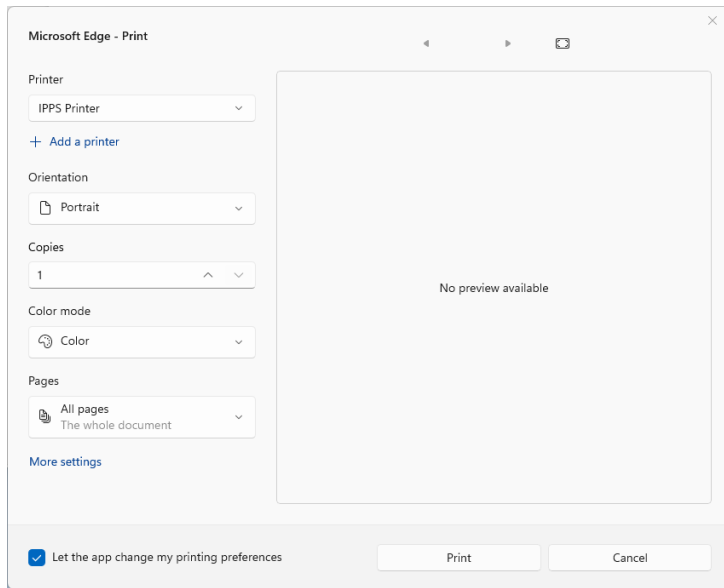 Microsoft Edge - Print
Printer
IPPS Printer
Add a printer
Orientation
Portrait
Copies
1
Color mode
Color
Pages
All pages
The whole document
More settings
No preview available
Let the app change my printing preferences
Print
Cancel